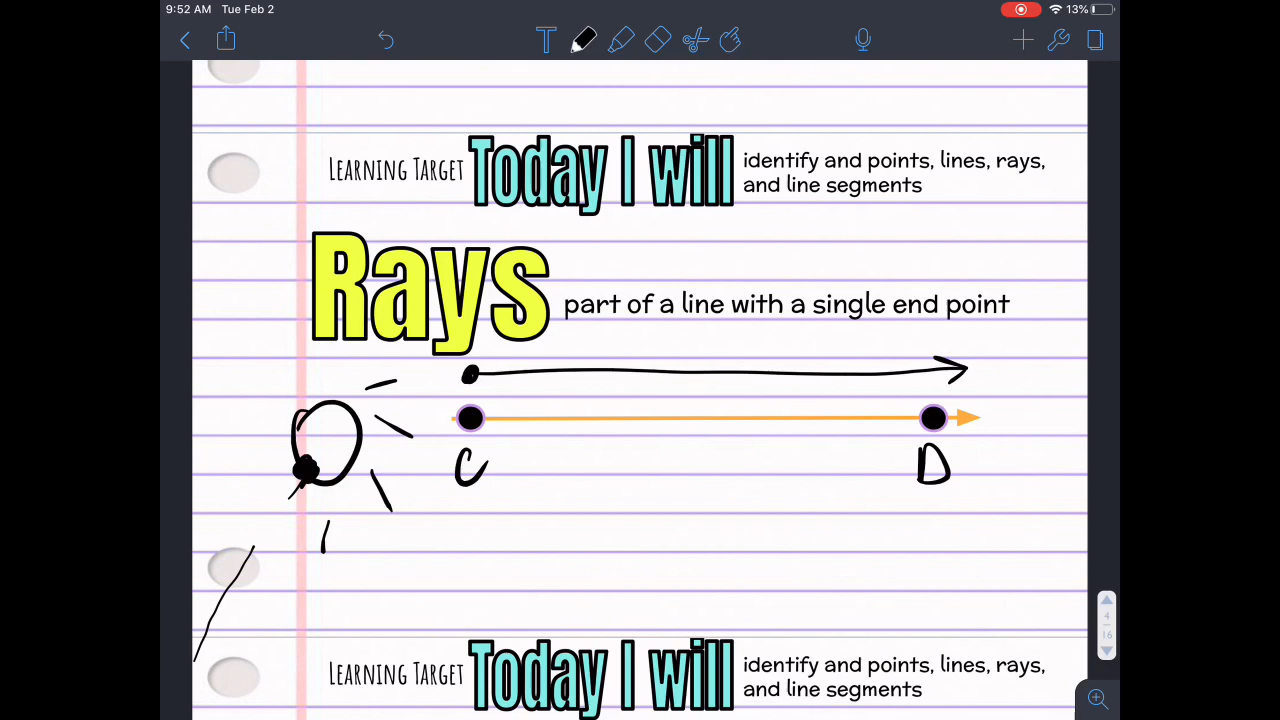 9:52 AM Tue Feb 2
13%
T
Learning Target Today I will identify and points, lines, rays,
and line segments
Rays part of a line with a single end point
C D
4
16
Learning Target Today I will identify and points, lines, rays,
and line segments